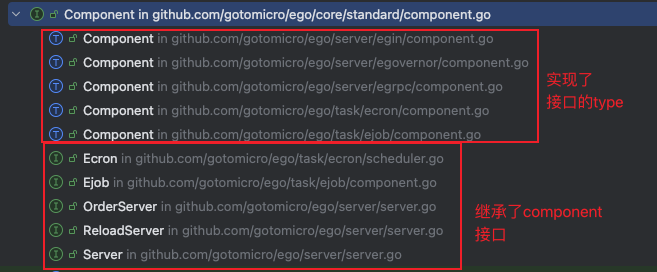 Component in github.com/gotomicro/ego/core/standard/component.go
Component in github.com/gotomicro/ego/server/egin/component.go
Component in github.com/gotomicro/ego/server/egovernor/component.go
Component in github.com/gotomicro/ego/server/egrpc/component.go
Component in github.com/gotomicro/ego/task/ecron/component.go
Component in github.com/gotomicro/ego/task/ejob/component.go
实现了
接口的type
Ecron in github.com/gotomicro/ego/task/ecron/scheduler.go
Ejob in github.com/gotomicro/ego/task/ejob/component.go
OrderServer in github.com/gotomicro/ego/server/server.go
ReloadServer in github.com/gotomicro/ego/server/server.go
Server in github.com/gotomicro/ego/server/server.go
继承了component
接口